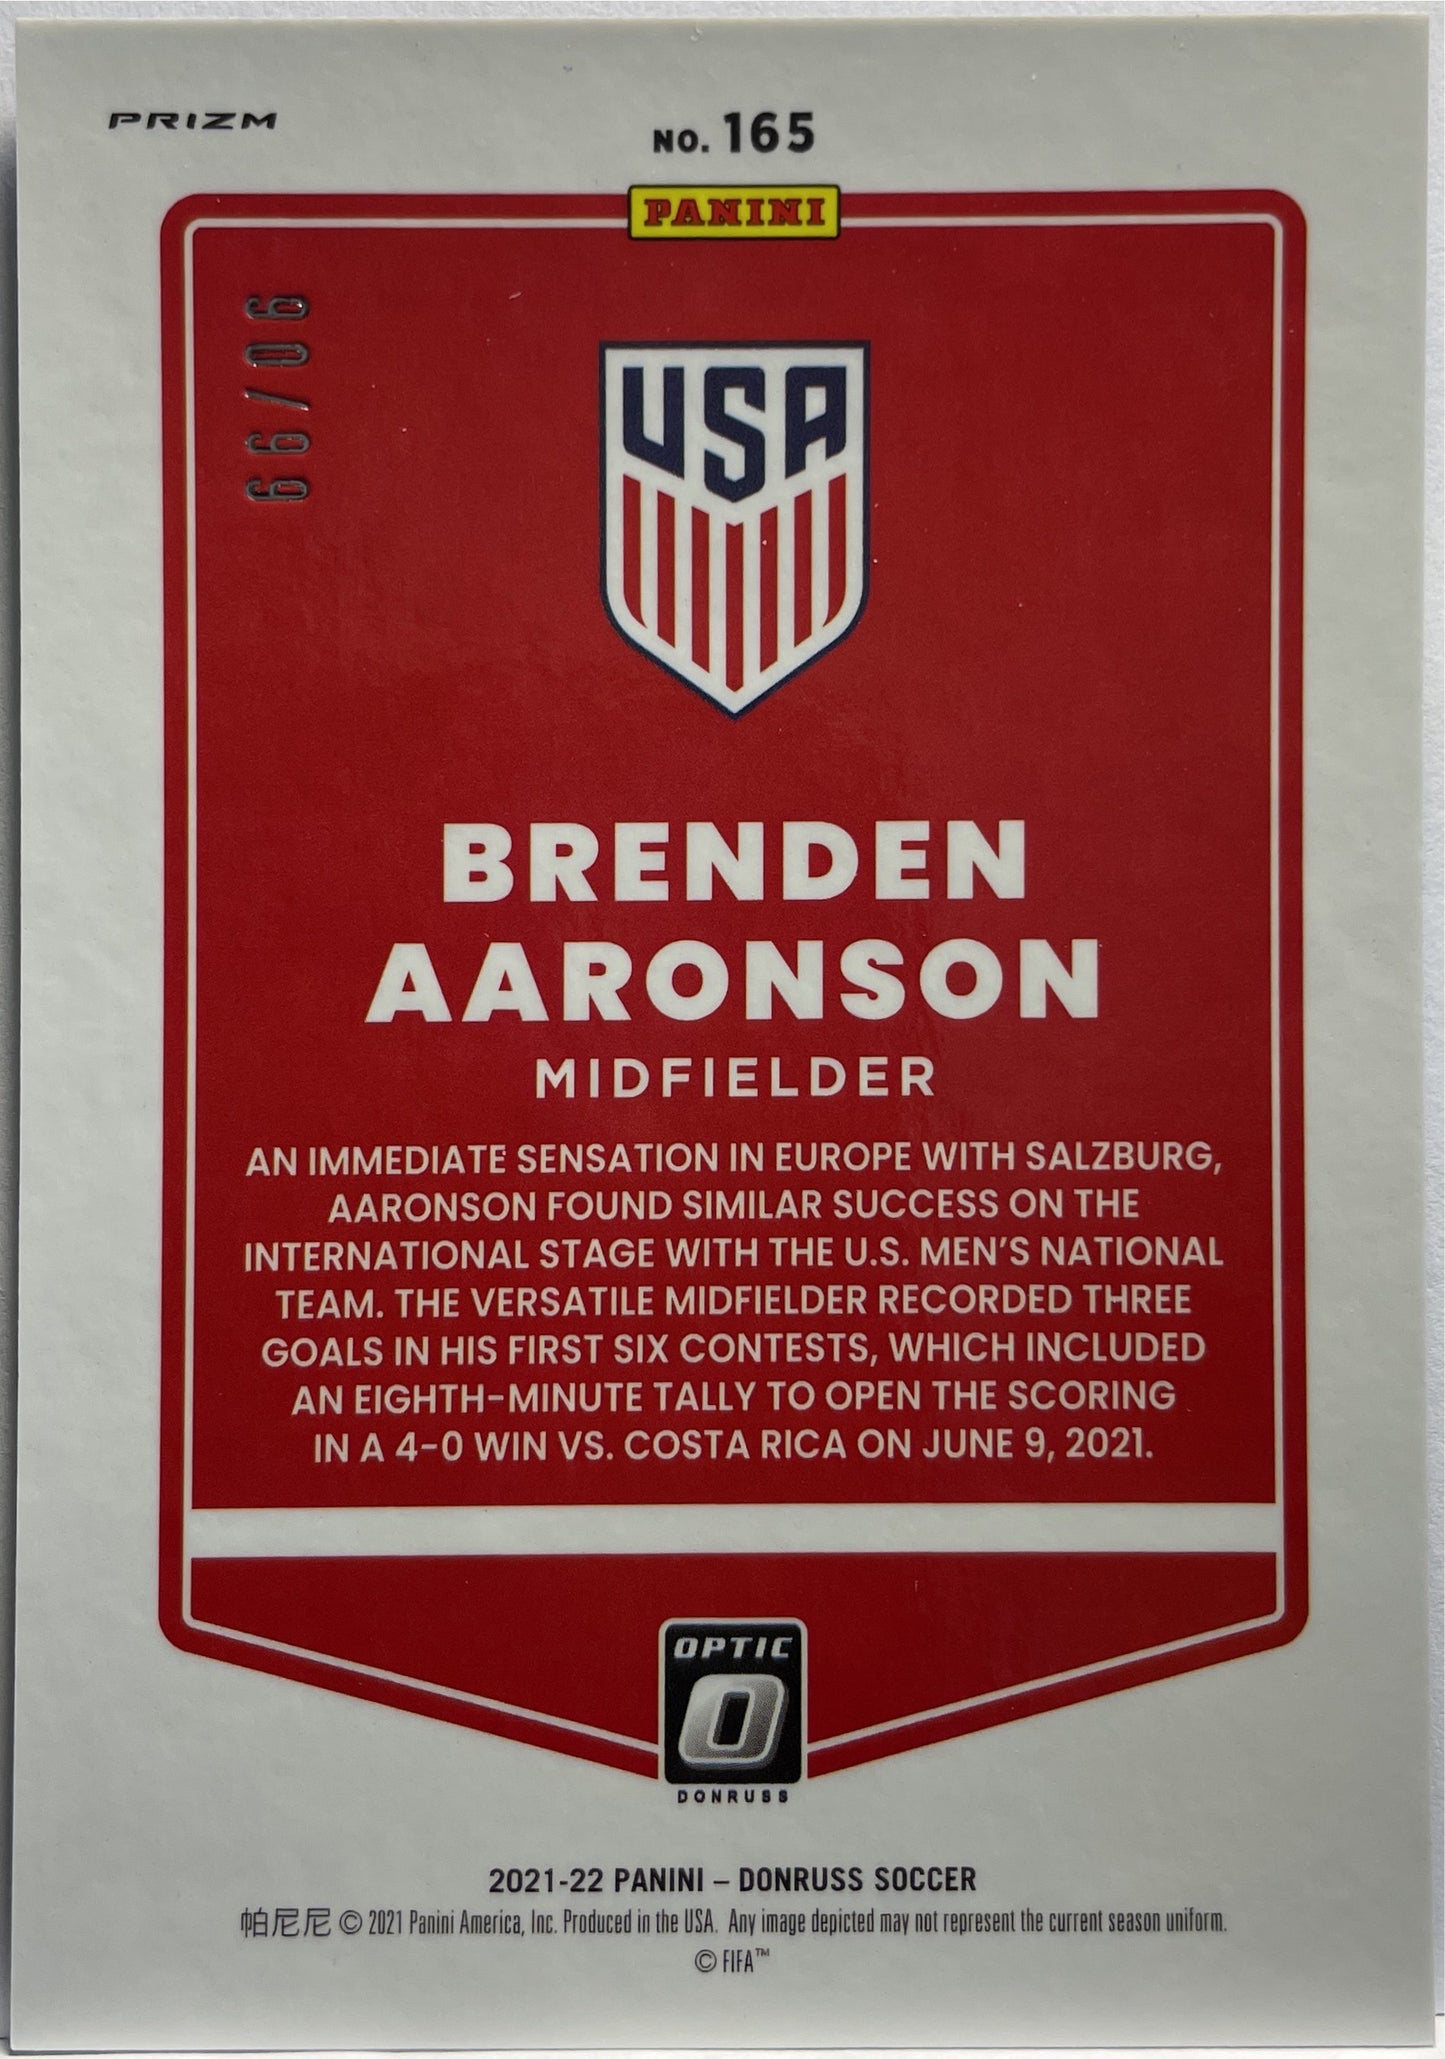 PRIZM
NO. 165
PANINI
90/99
USA
BRENDEN
AARONSON
MIDFIELDER
AN IMMEDIATE SENSATION IN EUROPE WITH SALZBURG,
AARONSON FOUND SIMILAR SUCCESS ON THE
INTERNATIONAL STAGE WITH THE U.S. MEN'S NATIONAL
TEAM. THE VERSATILE MIDFIELDER RECORDED THREE
GOALS IN HIS FIRST SIX CONTESTS, WHICH INCLUDED
AN EIGHTH-MINUTE TALLY TO OPEN THE SCORING
IN A 4-0 WIN VS. COSTA RICA ON JUNE 9, 2021.
OPTIC
O
DONRUSS
2021-22 PANINI – DONRUSS SOCCER
帕尼尼 © 2021 Panini America, Inc. Produced in the USA. Any image depicted may not represent the current season uniform.
© FIFA™